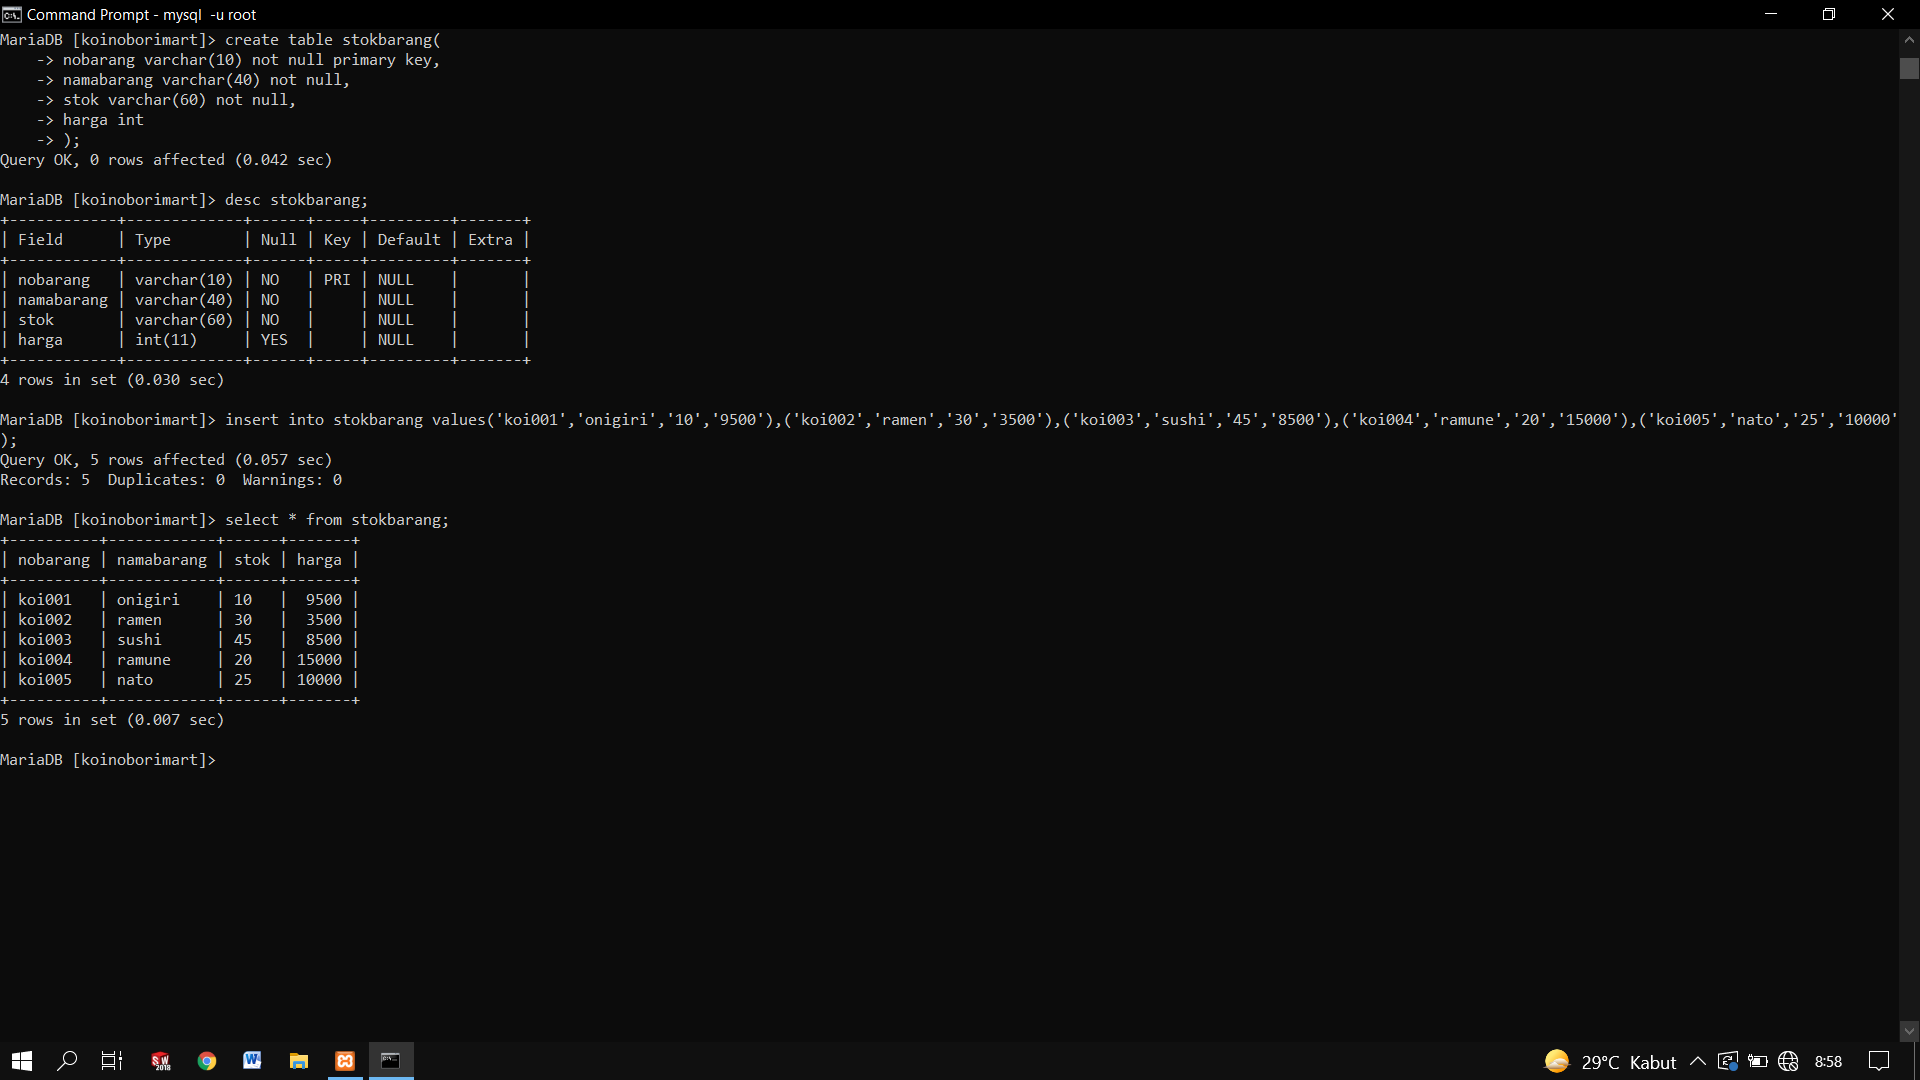 Command Prompt - mysql  -u root
MariaDB [koinoborimart]> create table stokbarang(
    -> nobarang varchar(10) not null primary key,
    -> namabarang varchar(40) not null,
    -> stok varchar(60) not null,
    -> harga int
    -> );
Query OK, 0 rows affected (0.042 sec)

MariaDB [koinoborimart]> desc stokbarang;
+------------+-------------+------+-----+---------+-------+
| Field      | Type        | Null | Key | Default | Extra |
+------------+-------------+------+-----+---------+-------+
| nobarang   | varchar(10) | NO   | PRI | NULL    |       |
| namabarang | varchar(40) | NO   |     | NULL    |       |
| stok       | varchar(60) | NO   |     | NULL    |       |
| harga      | int(11)     | YES  |     | NULL    |       |
+------------+-------------+------+-----+---------+-------+
4 rows in set (0.030 sec)

MariaDB [koinoborimart]> insert into stokbarang values('koi001','onigiri','10','9500'),('koi002','ramen','30','3500'),('koi003','sushi','45','8500'),('koi004','ramune','20','15000'),('koi005','nato','25','10000'
);
Query OK, 5 rows affected (0.057 sec)
Records: 5  Duplicates: 0  Warnings: 0

MariaDB [koinoborimart]> select * from stokbarang;
+----------+------------+------+-------+
| nobarang | namabarang | stok | harga |
+----------+------------+------+-------+
| koi001   | onigiri    | 10   |  9500 |
| koi002   | ramen      | 30   |  3500 |
| koi003   | sushi      | 45   |  8500 |
| koi004   | ramune     | 20   | 15000 |
| koi005   | nato       | 25   | 10000 |
+----------+------------+------+-------+
5 rows in set (0.007 sec)

MariaDB [koinoborimart]>
SW 2018
29°C  Kabut
8:58